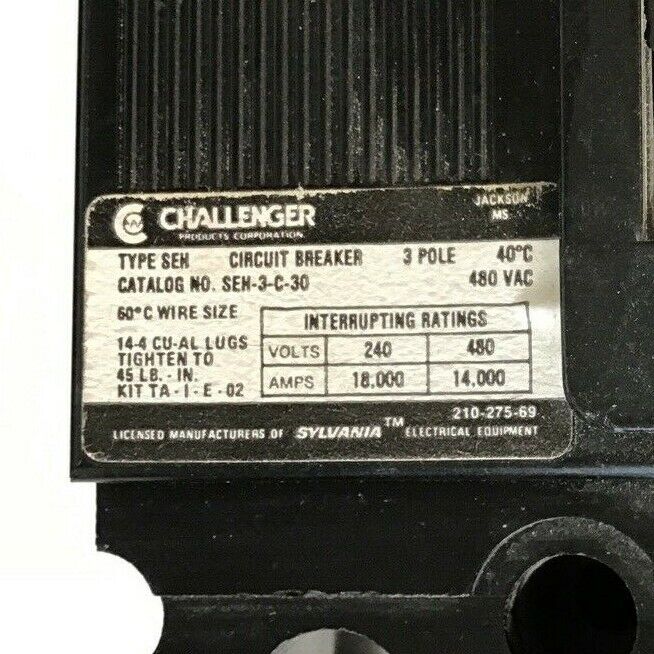 CHALLENGER
PRODUCTS CORPORATION
JACKSON
MS
TYPE SEH CIRCUIT BREAKER 3 POLE 40°C
CATALOG NO. SEH-3-C-30 480 VAC
60°C WIRE SIZE
14-4 CU-AL LUGS
TIGHTEN TO
45 LB.-IN.
KIT TA-1-E-02
INTERRUPTING RATINGS
VOLTS 240 480
AMPS 18,000 14,000
210-275-69
LICENSED MANUFACTURERS OF SYLVANIA™ ELECTRICAL EQUIPMENT